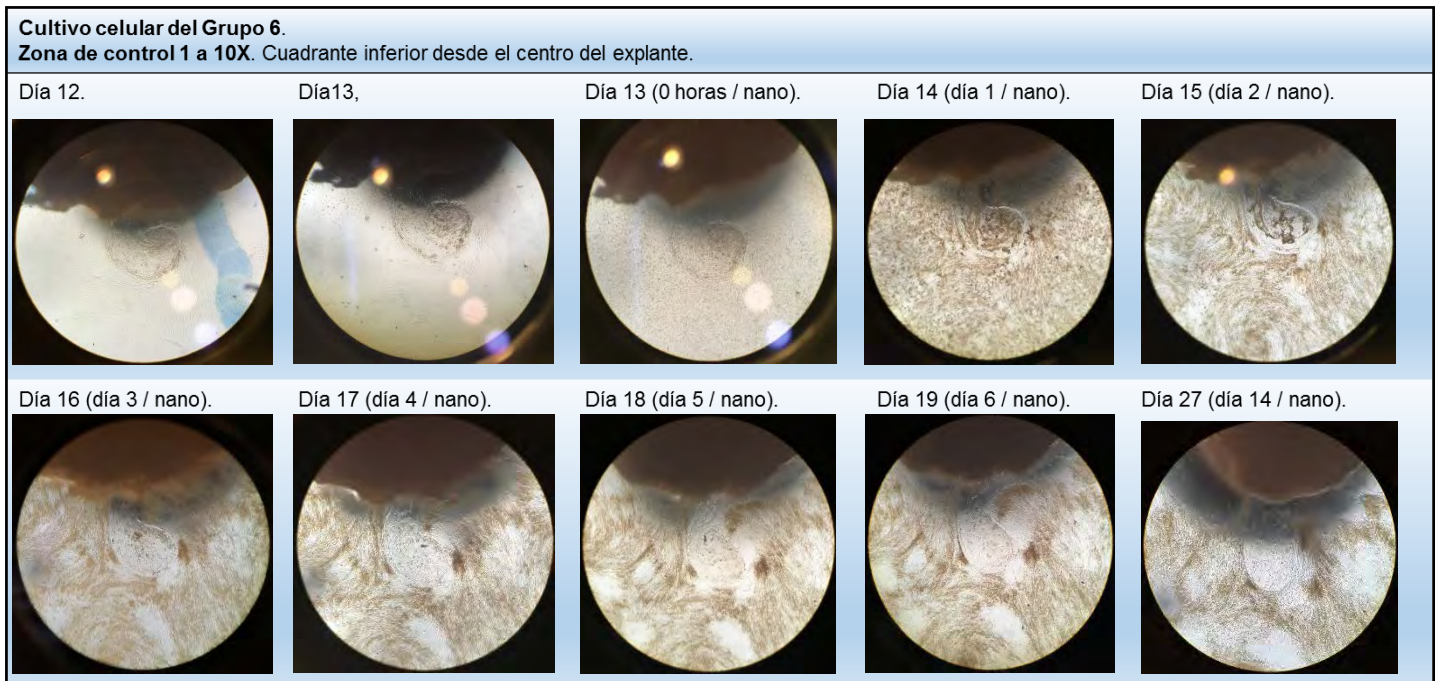 Cultivo celular del Grupo 6.
Zona de control 1 a 10X. Cuadrante inferior desde el centro del explante.
Día 12.
Día13,
Día 13 (0 horas / nano).
Día 14 (día 1 / nano).
Día 15 (día 2 / nano).
Día 16 (día 3 / nano).
Día 17 (día 4 / nano).
Día 18 (día 5 / nano).
Día 19 (día 6 / nano).
Día 27 (día 14 / nano).